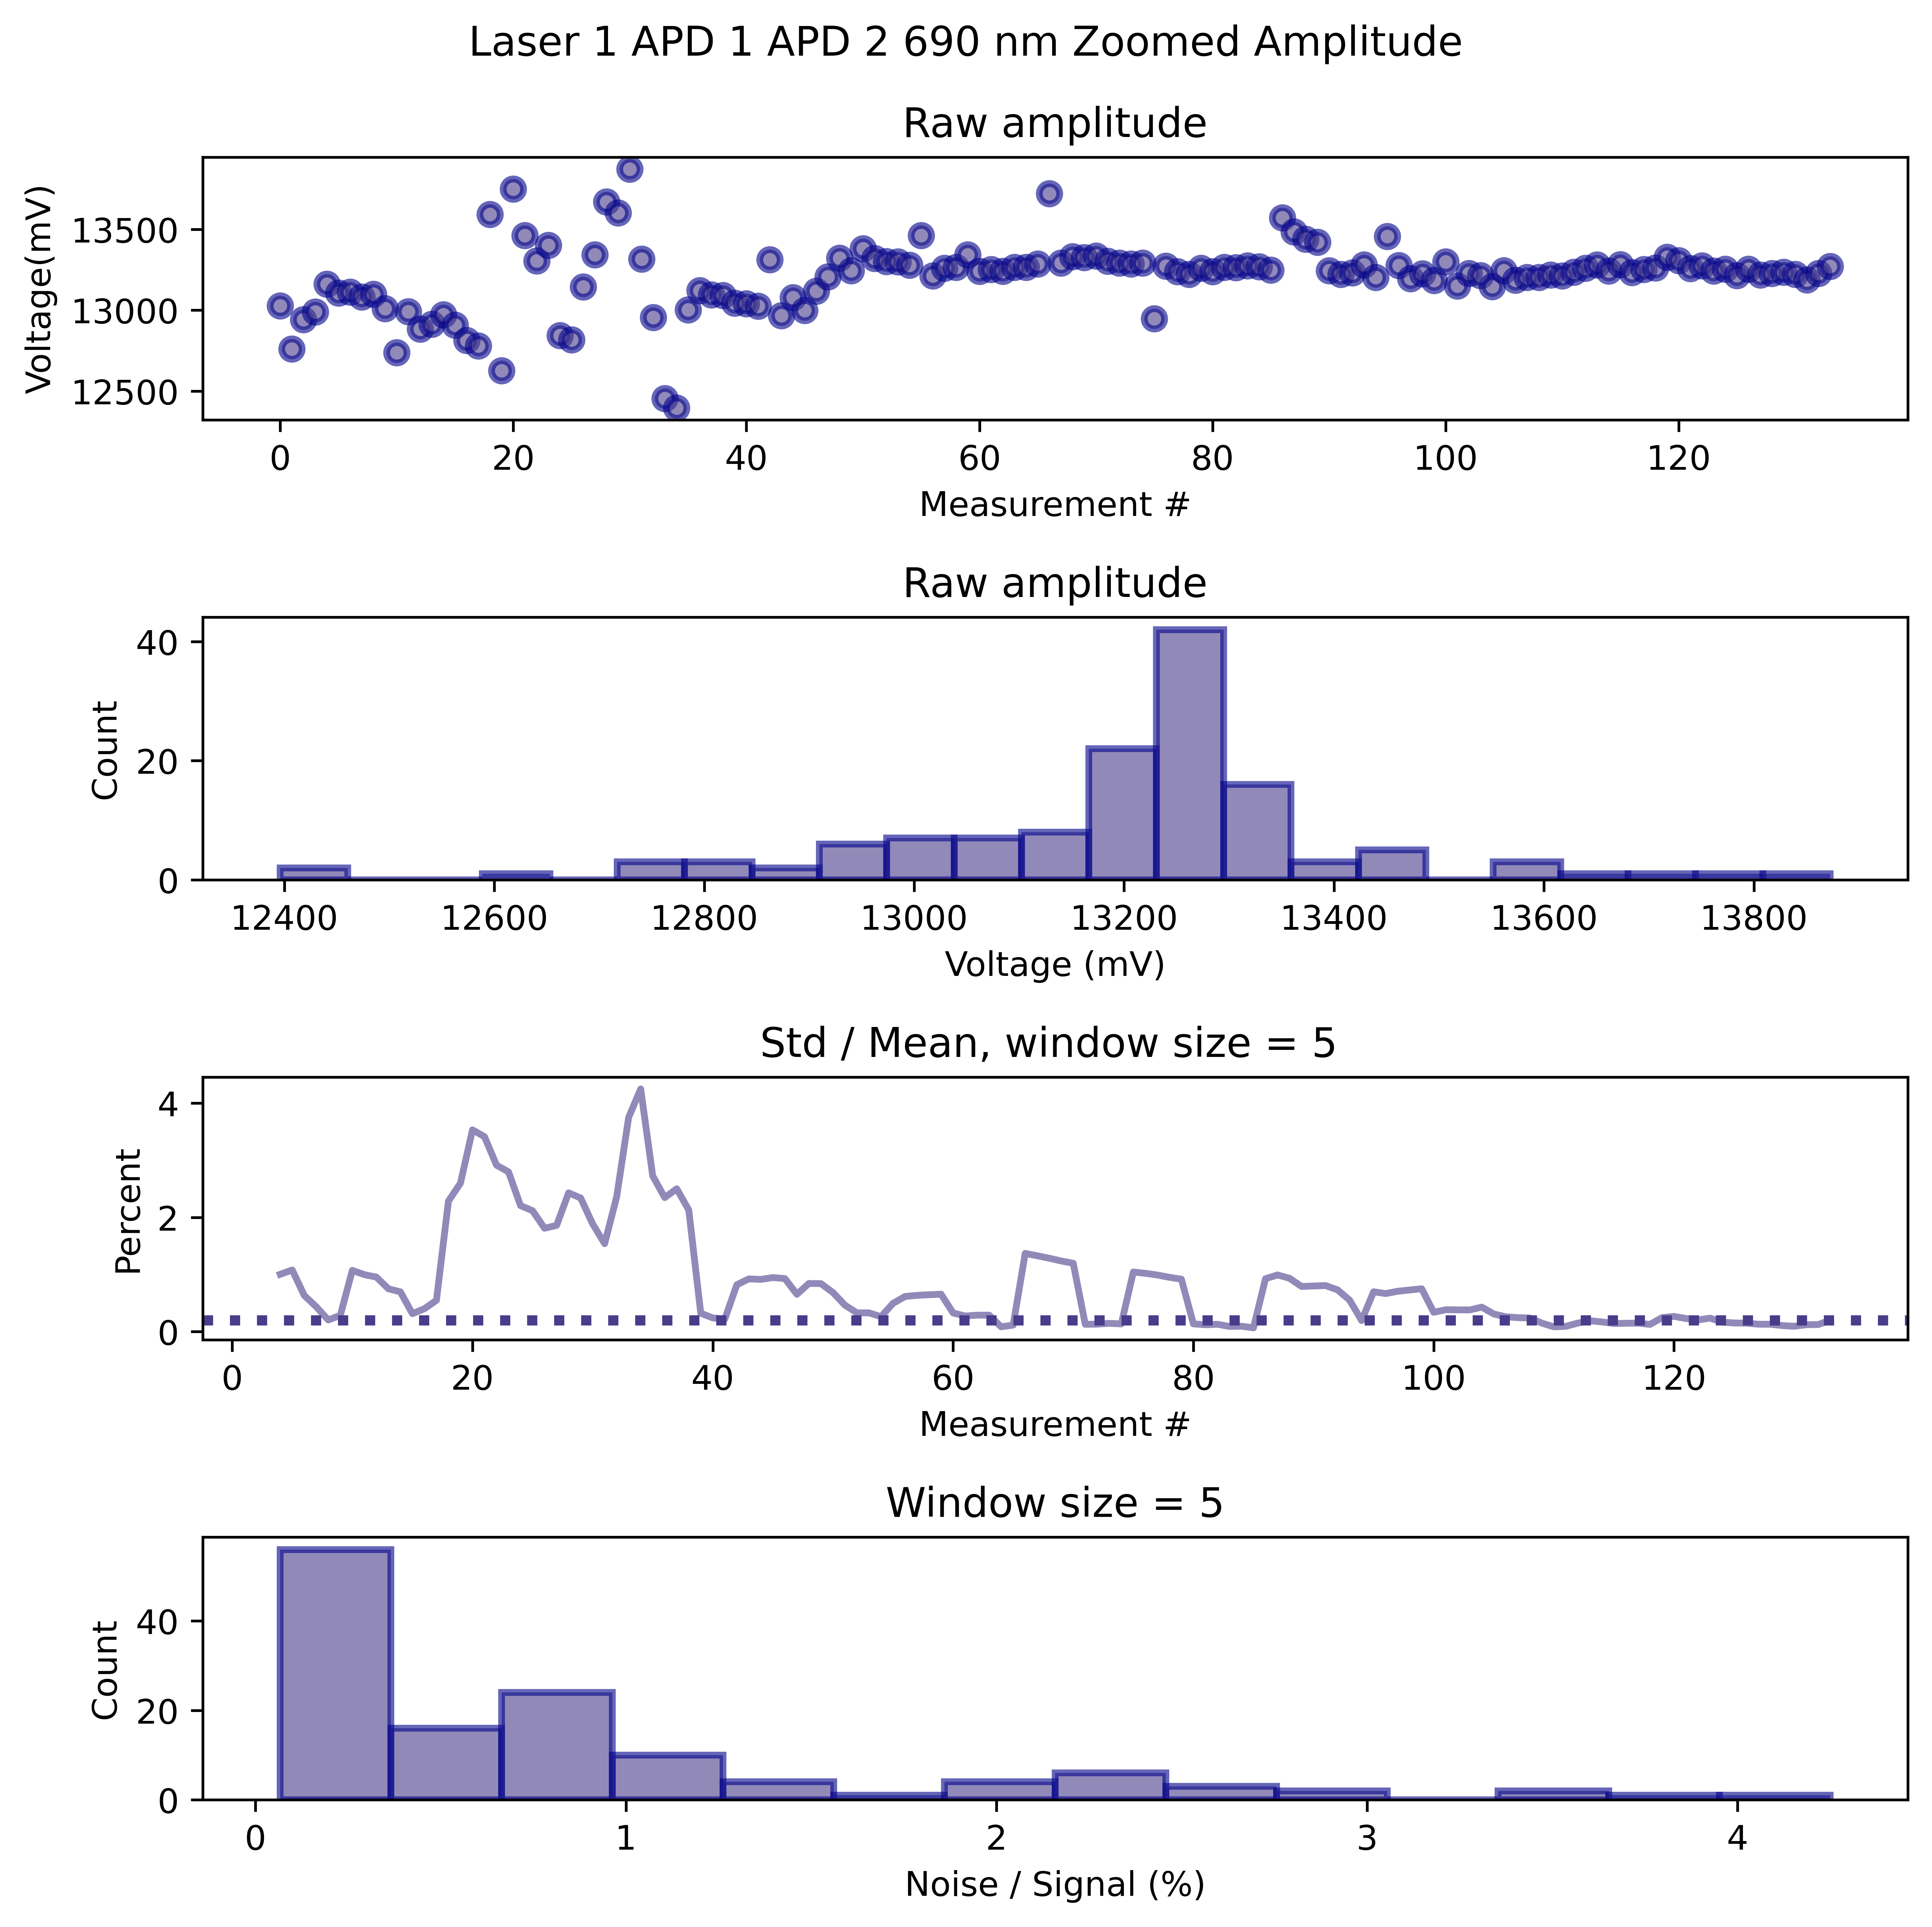 Laser 1 APD 1 APD 2 690 nm Zoomed Amplitude
Raw amplitude
Voltage(mV)
13500
13000
12500
0 20 40 60 80 100 120
Measurement #
Raw amplitude
Count
40
20
0
12400 12600 12800 13000 13200 13400 13600 13800
Voltage (mV)
Std / Mean, window size = 5
Percent
4
2
0
0 20 40 60 80 100 120
Measurement #
Window size = 5
Count
40
20
0
0 1 2 3 4
Noise / Signal (%)